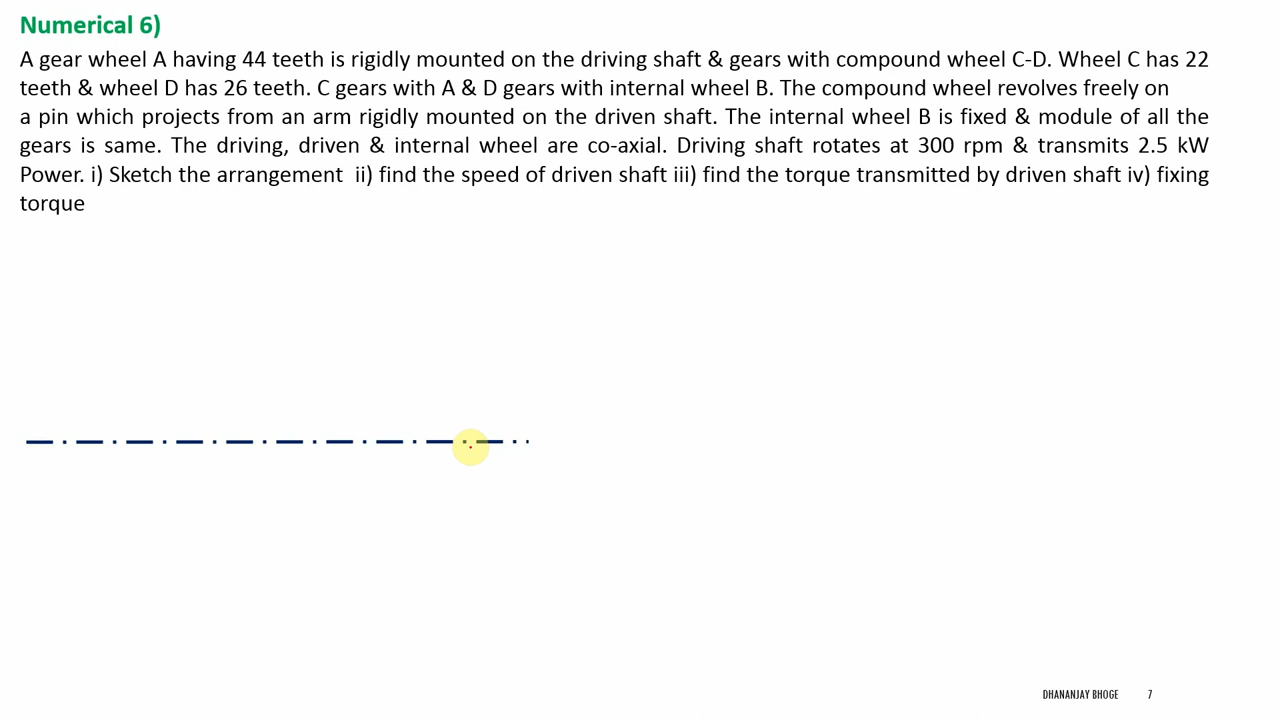 Numerical 6)
A gear wheel A having 44 teeth is rigidly mounted on the driving shaft & gears with compound wheel C-D. Wheel C has 22
teeth & wheel D has 26 teeth. C gears with A & D gears with internal wheel B. The compound wheel revolves freely on
a pin which projects from an arm rigidly mounted on the driven shaft. The internal wheel B is fixed & module of all the
gears is same. The driving, driven & internal wheel are co-axial. Driving shaft rotates at 300 rpm & transmits 2.5 kW
Power. i) Sketch the arrangement ii) find the speed of driven shaft iii) find the torque transmitted by driven shaft iv) fixing
torque
DHANANJAY BHOGE 7